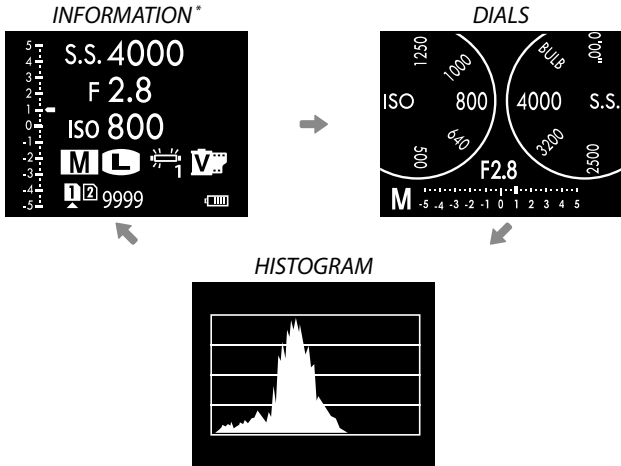 INFORMATION*
5
4
3
2
1
0
-1
-2
-3
-4
-5
S.S. 4000
F 2.8
ISO 800
M L 1 V
1 2 9999
DIALS
1250
1000
ISO 800
640
500
BULB
4000 S.S.
3200
2500
F2.8
M -5 -4 -3 -2 -1 0 1 2 3 4 5
HISTOGRAM